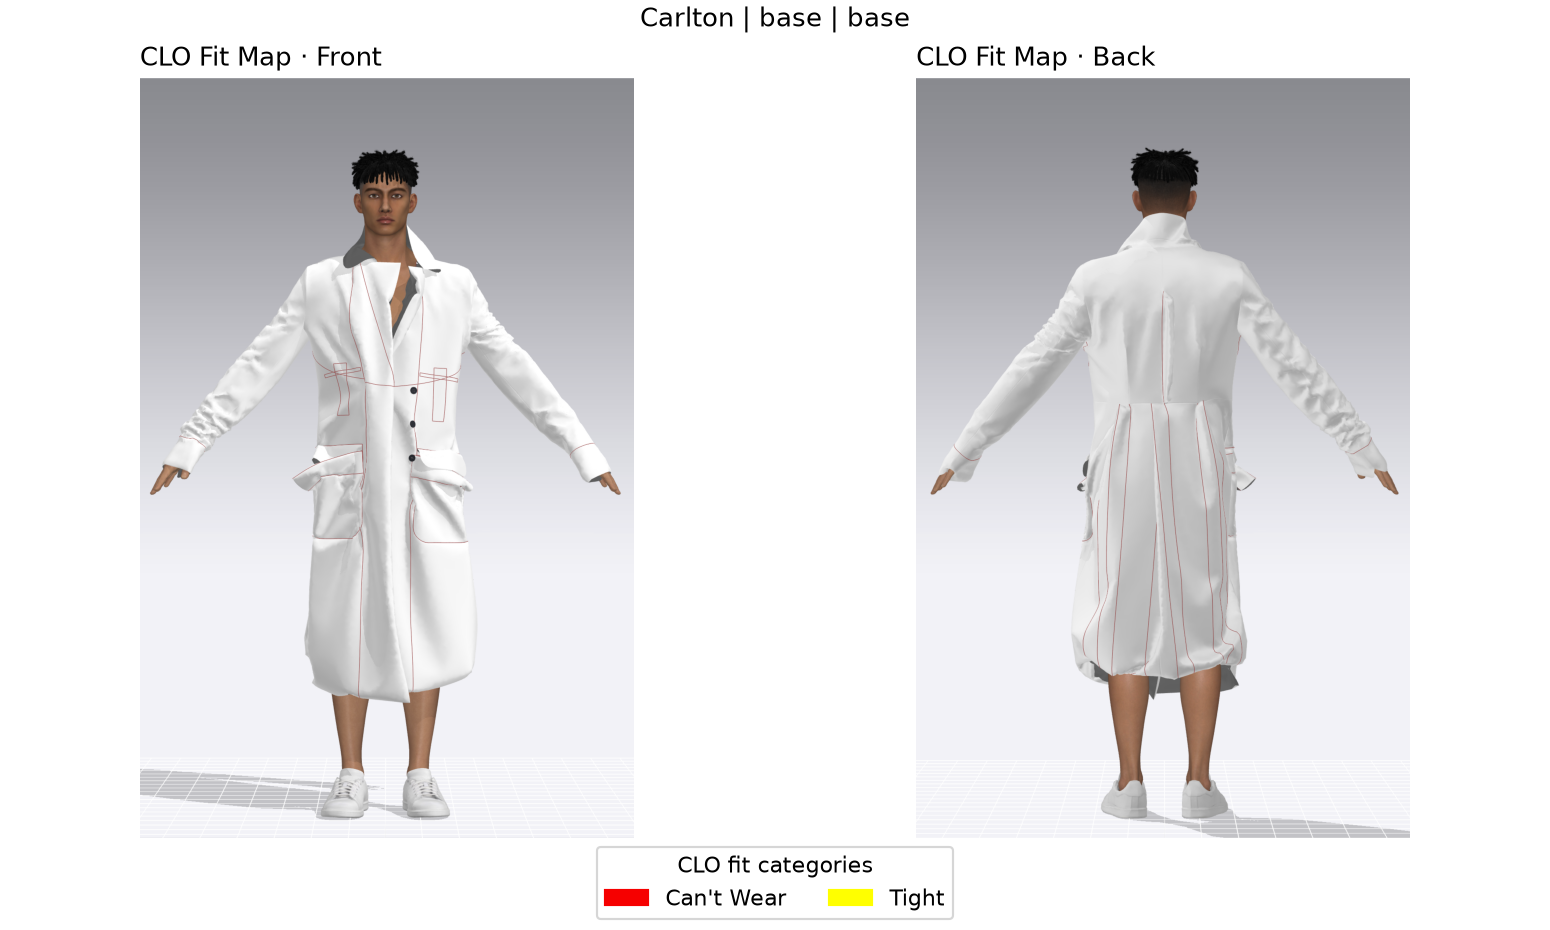 Carlton | base | base
CLO Fit Map · Front
CLO Fit Map · Back
CLO fit categories
Can't Wear
Tight